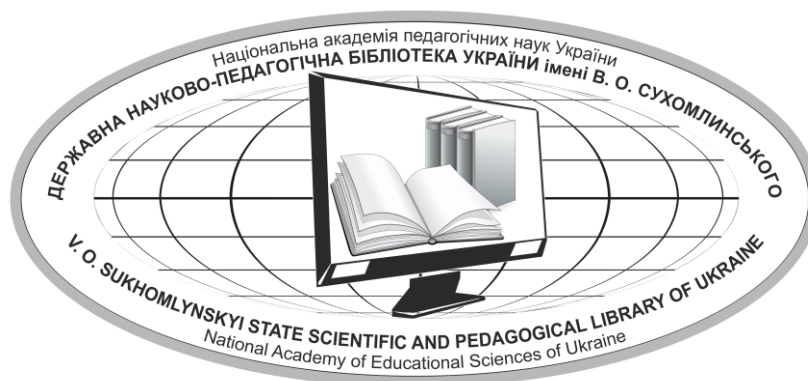 Національна академія педагогічних наук України
ДЕРЖАВНА НАУКОВО-ПЕДАГОГІЧНА БІБЛІОТЕКА УКРАЇНИ імені В. О. СУХОМЛИНСЬКОГО
V. O. SUKHOMLYNSKYI STATE SCIENTIFIC AND PEDAGOGICAL LIBRARY OF UKRAINE
National Academy of Educational Sciences of Ukraine